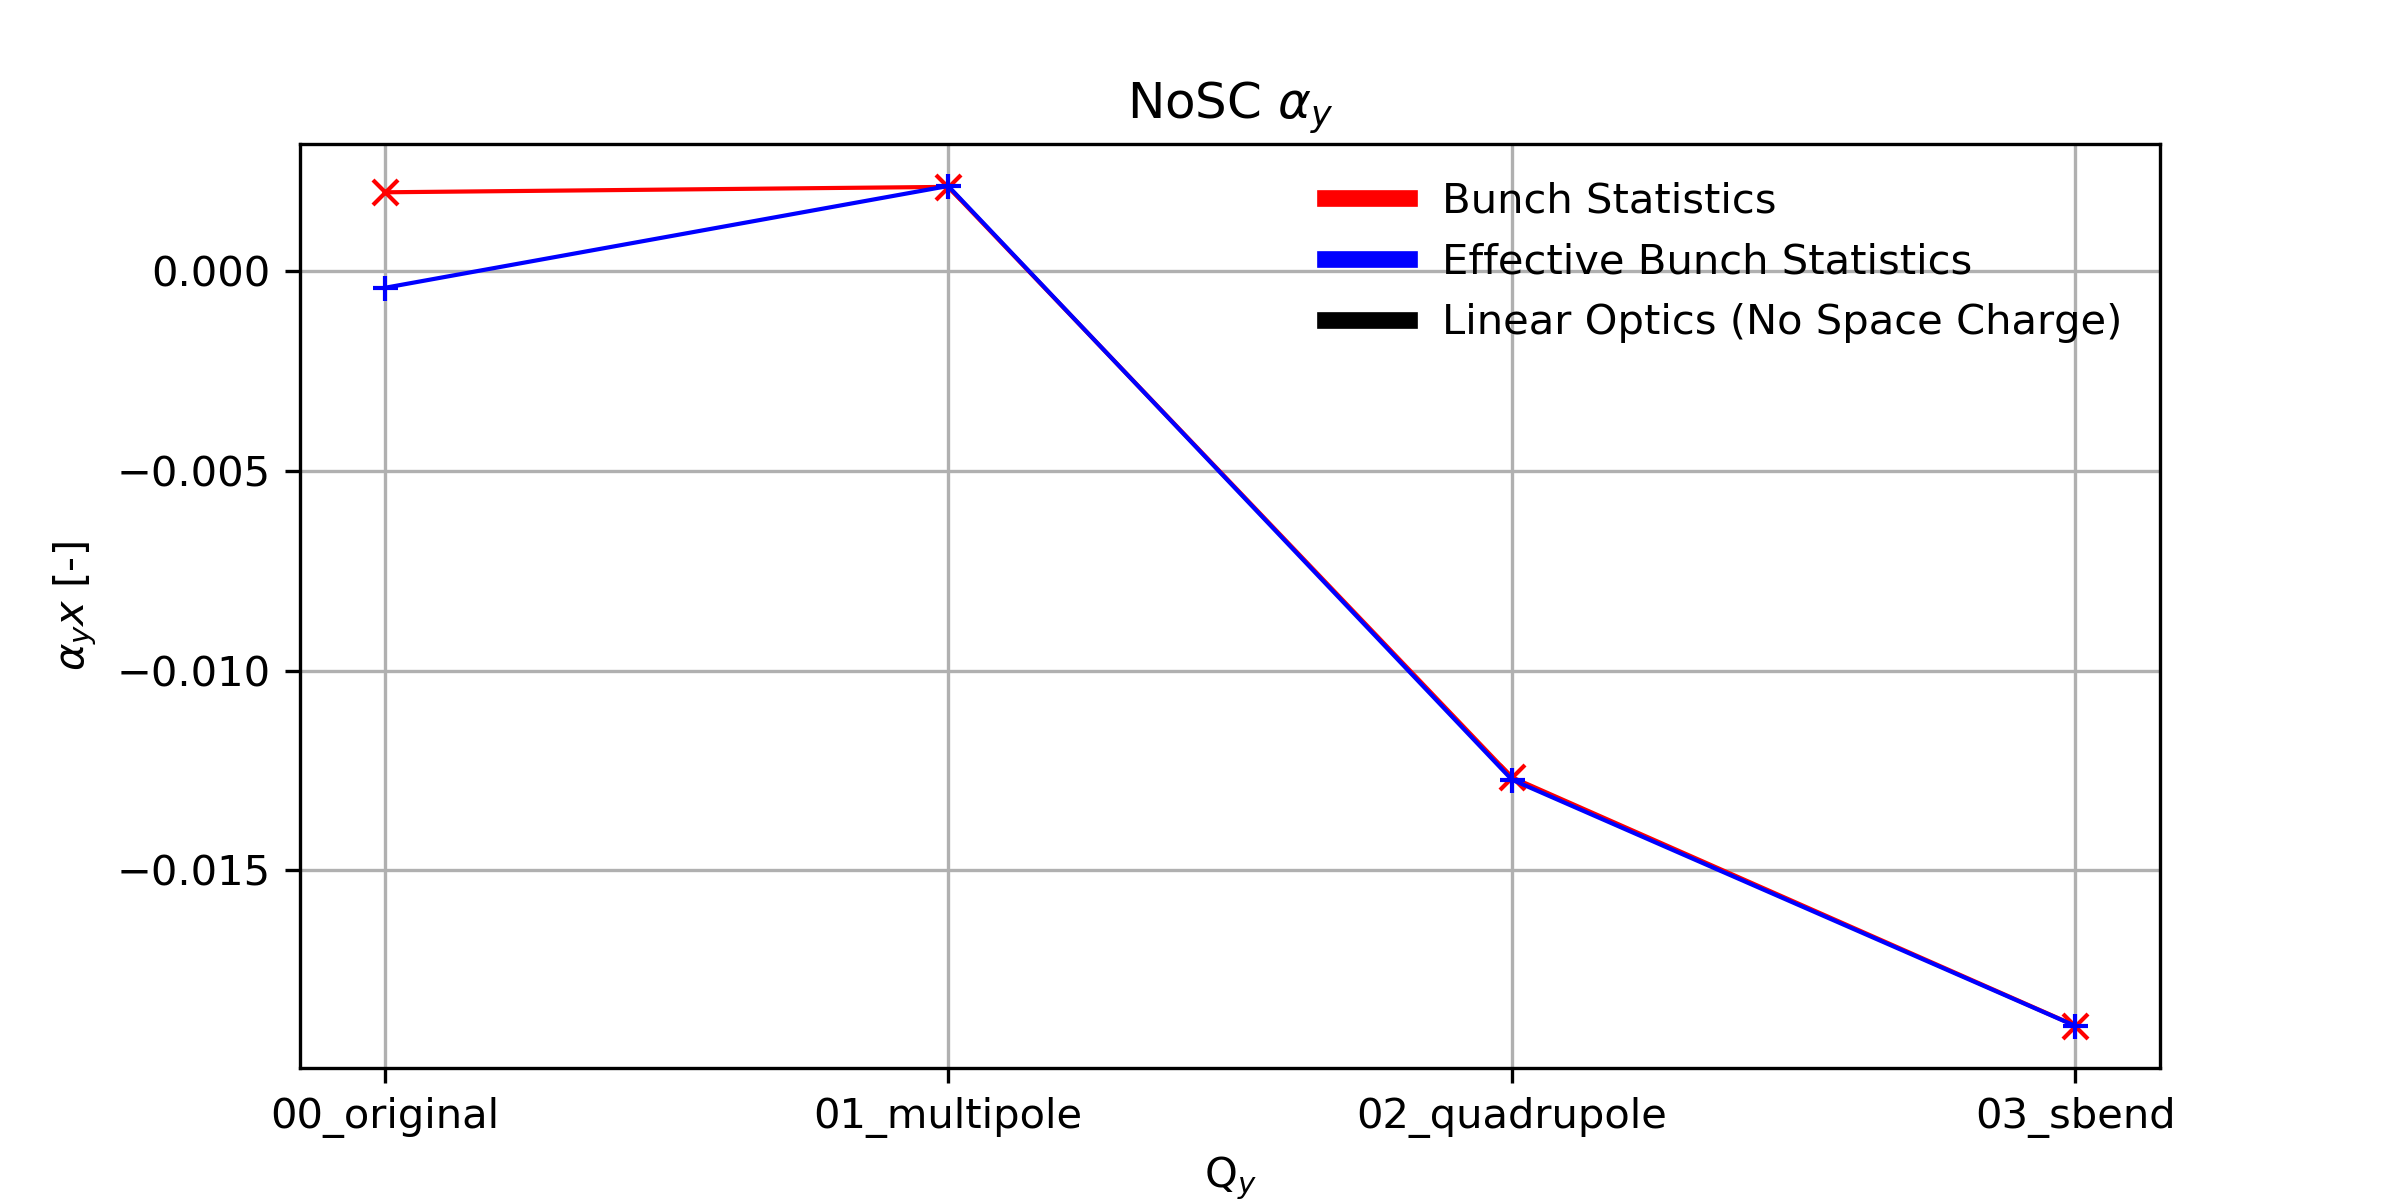 NoSC αy
Bunch Statistics
Effective Bunch Statistics
Linear Optics (No Space Charge)
0.000
−0.005
−0.010
−0.015
αyx [-]
00_original
01_multipole
02_quadrupole
03_sbend
Qy